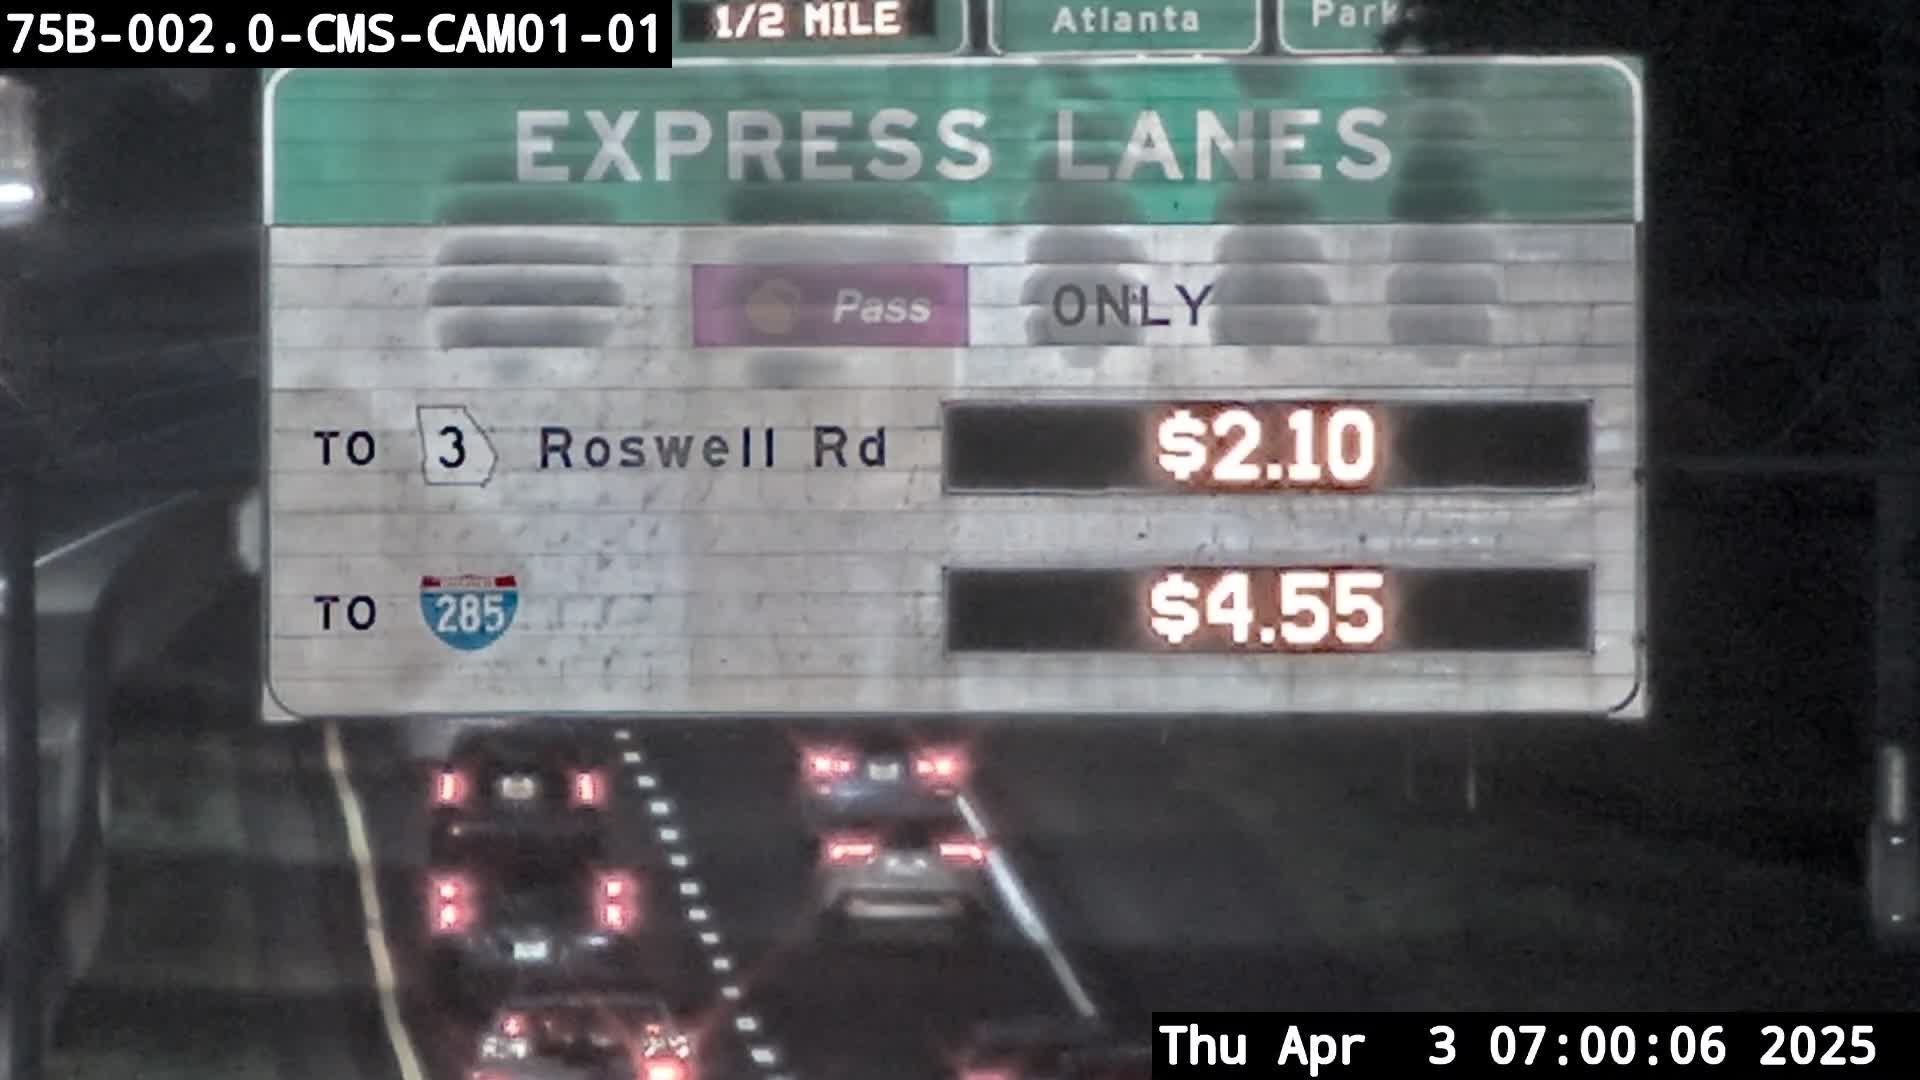 75B-002.0-CMS-CAM01-01
1/2 MILE
Atlanta
Park
EXPRESS LANES
Pass ONLY
TO 3 Roswell Rd $2.10
TO 285 $4.55
Thu Apr 3 07:00:06 2025